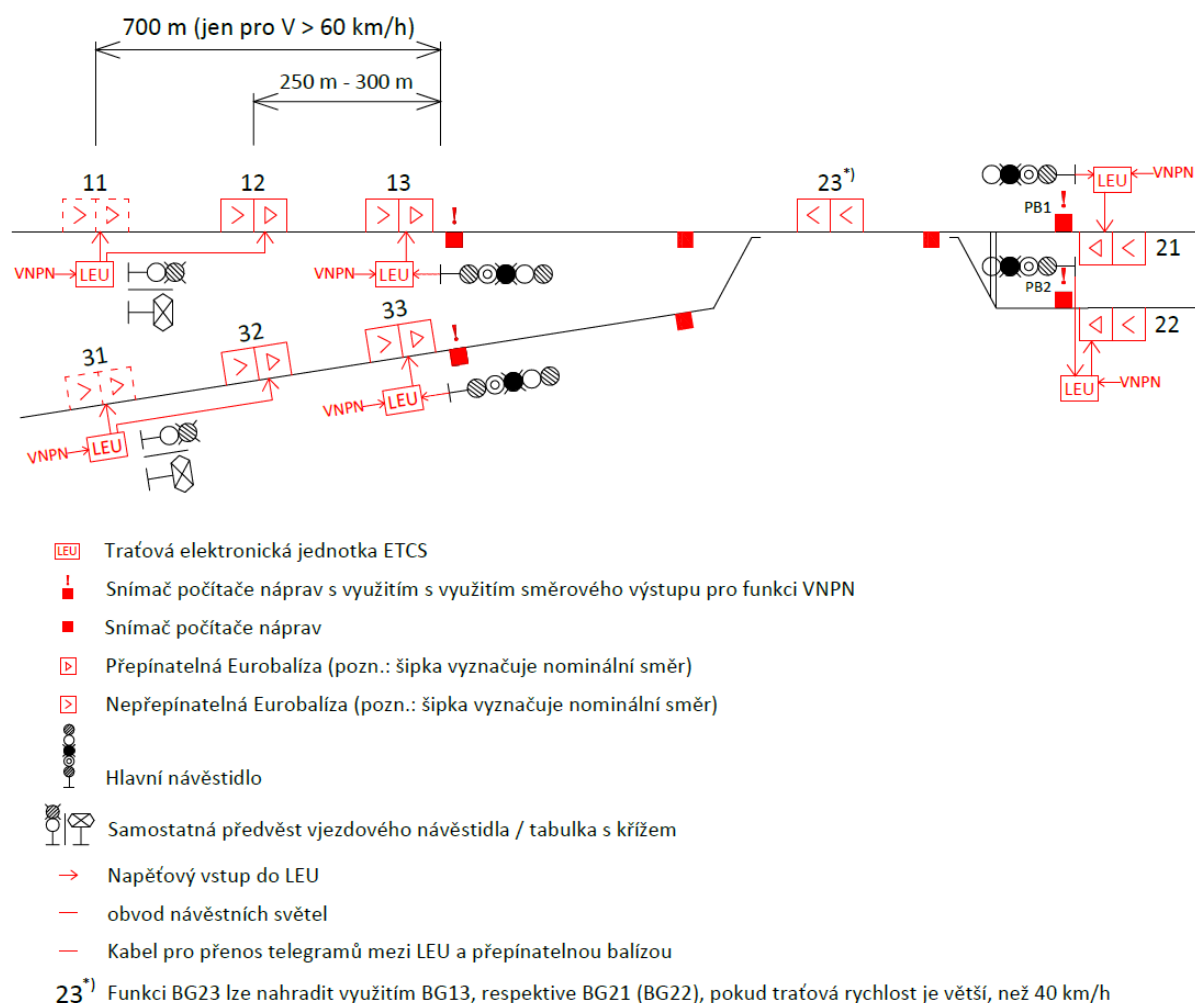 700 m (jen pro V > 60 km/h)
250 m - 300 m
11
12
13
23*)
LEU
VNPN
PB1
VNPN
LEU
VNPN
LEU
21
PB2
33
32
31
22
LEU
VNPN
VNPN
LEU
VNPN
LEU
LEU Traťová elektronická jednotka ETCS
! Snímač počítače náprav s využitím s využitím směrového výstupu pro funkci VNPN
Snímač počítače náprav
Přepínatelná Eurobalíza (pozn.: šipka vyznačuje nominální směr)
Nepřepínatelná Eurobalíza (pozn.: šipka vyznačuje nominální směr)
Hlavní návěstidlo
Samostatná předvěst vjezdového návěstidla / tabulka s křížem
Napěťový vstup do LEU
obvod návěstních světel
Kabel pro přenos telegramů mezi LEU a přepínatelnou balízou
23*) Funkci BG23 lze nahradit využitím BG13, respektive BG21 (BG22), pokud traťová rychlost je větší, než 40 km/h